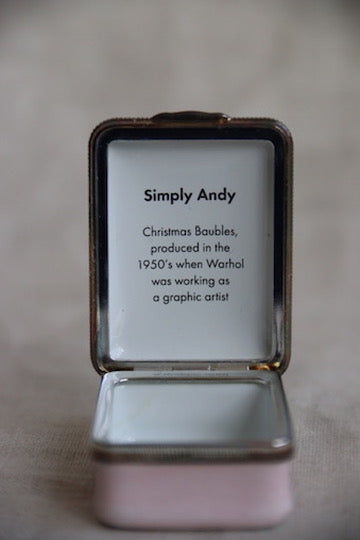 Simply Andy
Christmas Baubles,
produced in the
1950's when Warhol
was working as
a graphic artist